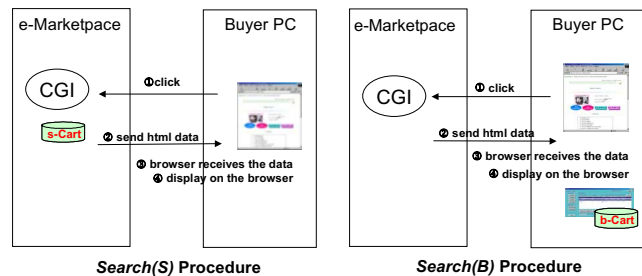 e-Marketpace
Buyer PC
CGI
①click
s-Cart
② send html data
③ browser receives the data
④ display on the browser
Search(S) Procedure
e-Marketpace
Buyer PC
CGI
① click
② send html data
③ browser receives the data
④ display on the browser
b-Cart
Search(B) Procedure